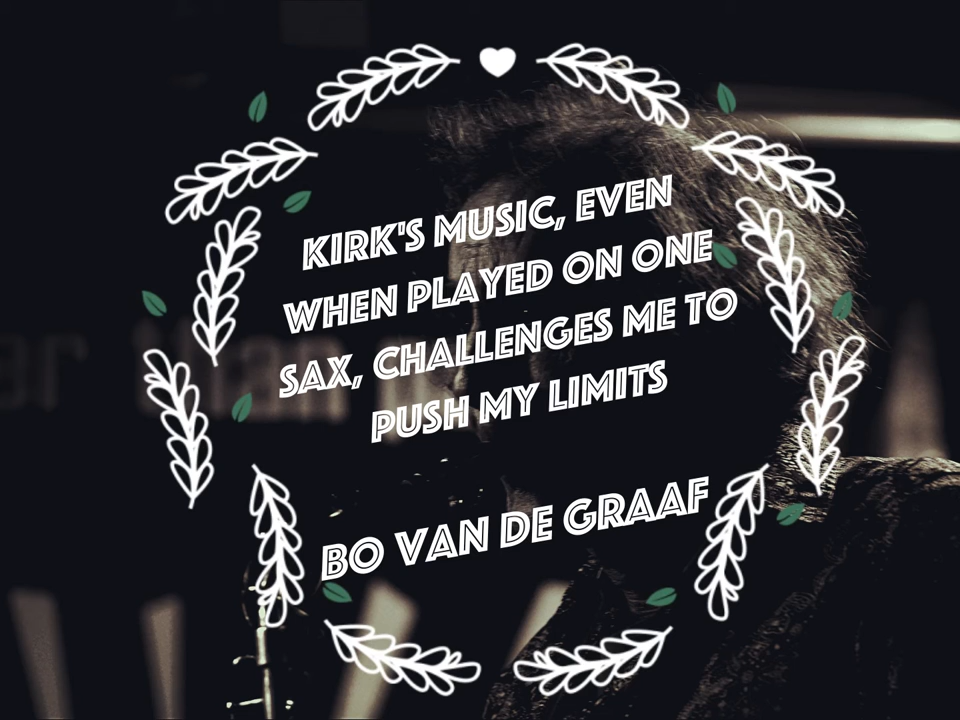 KIRK'S MUSIC, EVEN
WHEN PLAYED ON ONE
SAX, CHALLENGES ME TO
PUSH MY LIMITS
BO VAN DE GRAAF